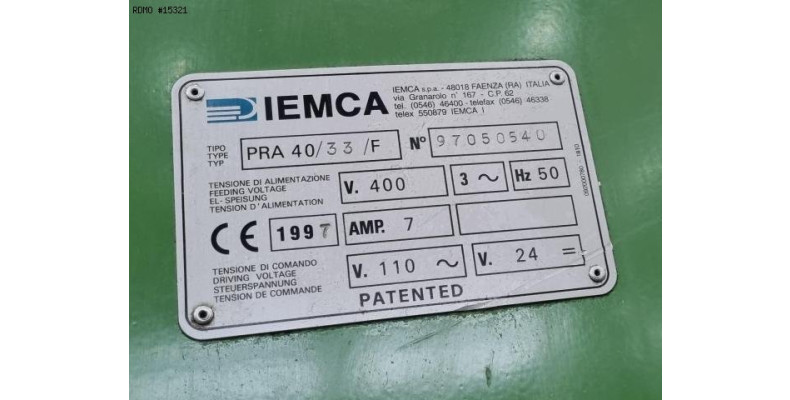 RDMO #15321
IEMCA
IEMCA s.p.a. - 48018 FAENZA (RA) ITALIA
via Granarolo n° 167 - C.P. 62
tel. (0546) 46400 - telefax (0546) 46338
telex 550879 IEMCA I
TIPO
TYPE
TYP
PRA 40/33/F
N° 97050540
TENSIONE DI ALIMENTAZIONE
FEEDING VOLTAGE
EL- SPEISUNG
TENSION D'ALIMENTATION
V. 400
3 ~
Hz 50
CE
1997
AMP. 7
TENSIONE DI COMANDO
DRIVING VOLTAGE
STEUERSPANNUNG
TENSION DE COMMANDE
V. 110 ~
V. 24 =
PATENTED